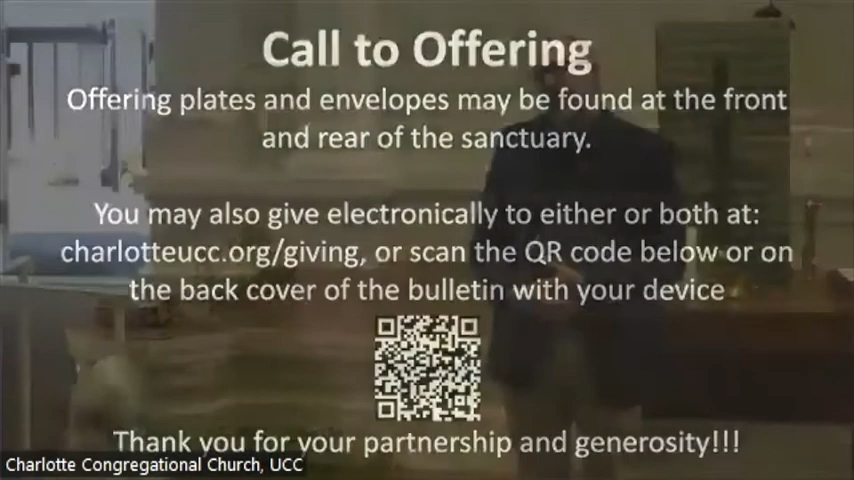 Call to Offering
Offering plates and envelopes may be found at the front
and rear of the sanctuary.
You may also give electronically to either or both at:
charlotteucc.org/giving, or scan the QR code below or on
the back cover of the bulletin with your device
Thank you for your partnership and generosity!!!
Charlotte Congregational Church, UCC